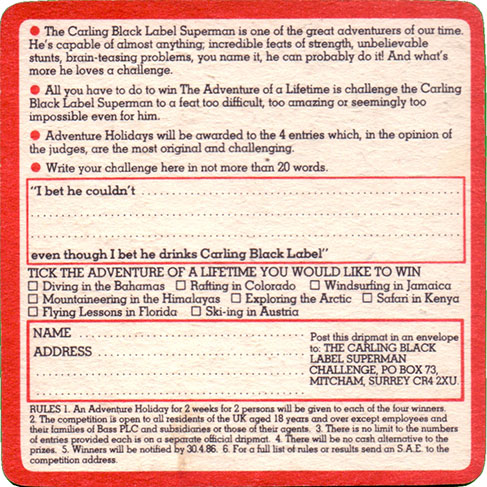 ● The Carling Black Label Superman is one of the great adventurers of our time.
He's capable of almost anything; incredible feats of strength, unbelievable
stunts, brain-teasing problems, you name it, he can probably do it! And what's
more he loves a challenge.
● All you have to do to win The Adventure of a Lifetime is challenge the Carling
Black Label Superman to a feat too difficult, too amazing or seemingly too
impossible even for him.
● Adventure Holidays will be awarded to the 4 entries which, in the opinion of
the judges, are the most original and challenging.
● Write your challenge here in not more than 20 words.
"I bet he couldn't
even though I bet he drinks Carling Black Label"
TICK THE ADVENTURE OF A LIFETIME YOU WOULD LIKE TO WIN
□ Diving in the Bahamas □ Rafting in Colorado □ Windsurfing in Jamaica
□ Mountaineering in the Himalayas □ Exploring the Arctic □ Safari in Kenya
□ Flying Lessons in Florida □ Ski-ing in Austria
NAME
ADDRESS
Post this dripmat in an envelope
to: THE CARLING BLACK
LABEL SUPERMAN
CHALLENGE, PO BOX 73,
MITCHAM, SURREY CR4 2XU.
RULES 1. An Adventure Holiday for 2 weeks for 2 persons will be given to each of the four winners.
2. The competition is open to all residents of the UK aged 18 years and over except employees and
their families of Bass PLC and subsidiaries or those of their agents. 3. There is no limit to the numbers
of entries provided each is on a separate official dripmat. 4. There will be no cash alternative to the
prizes. 5. Winners will be notified by 30.4.86. 6. For a full list of rules or results send an S.A.E. to the
competition address.